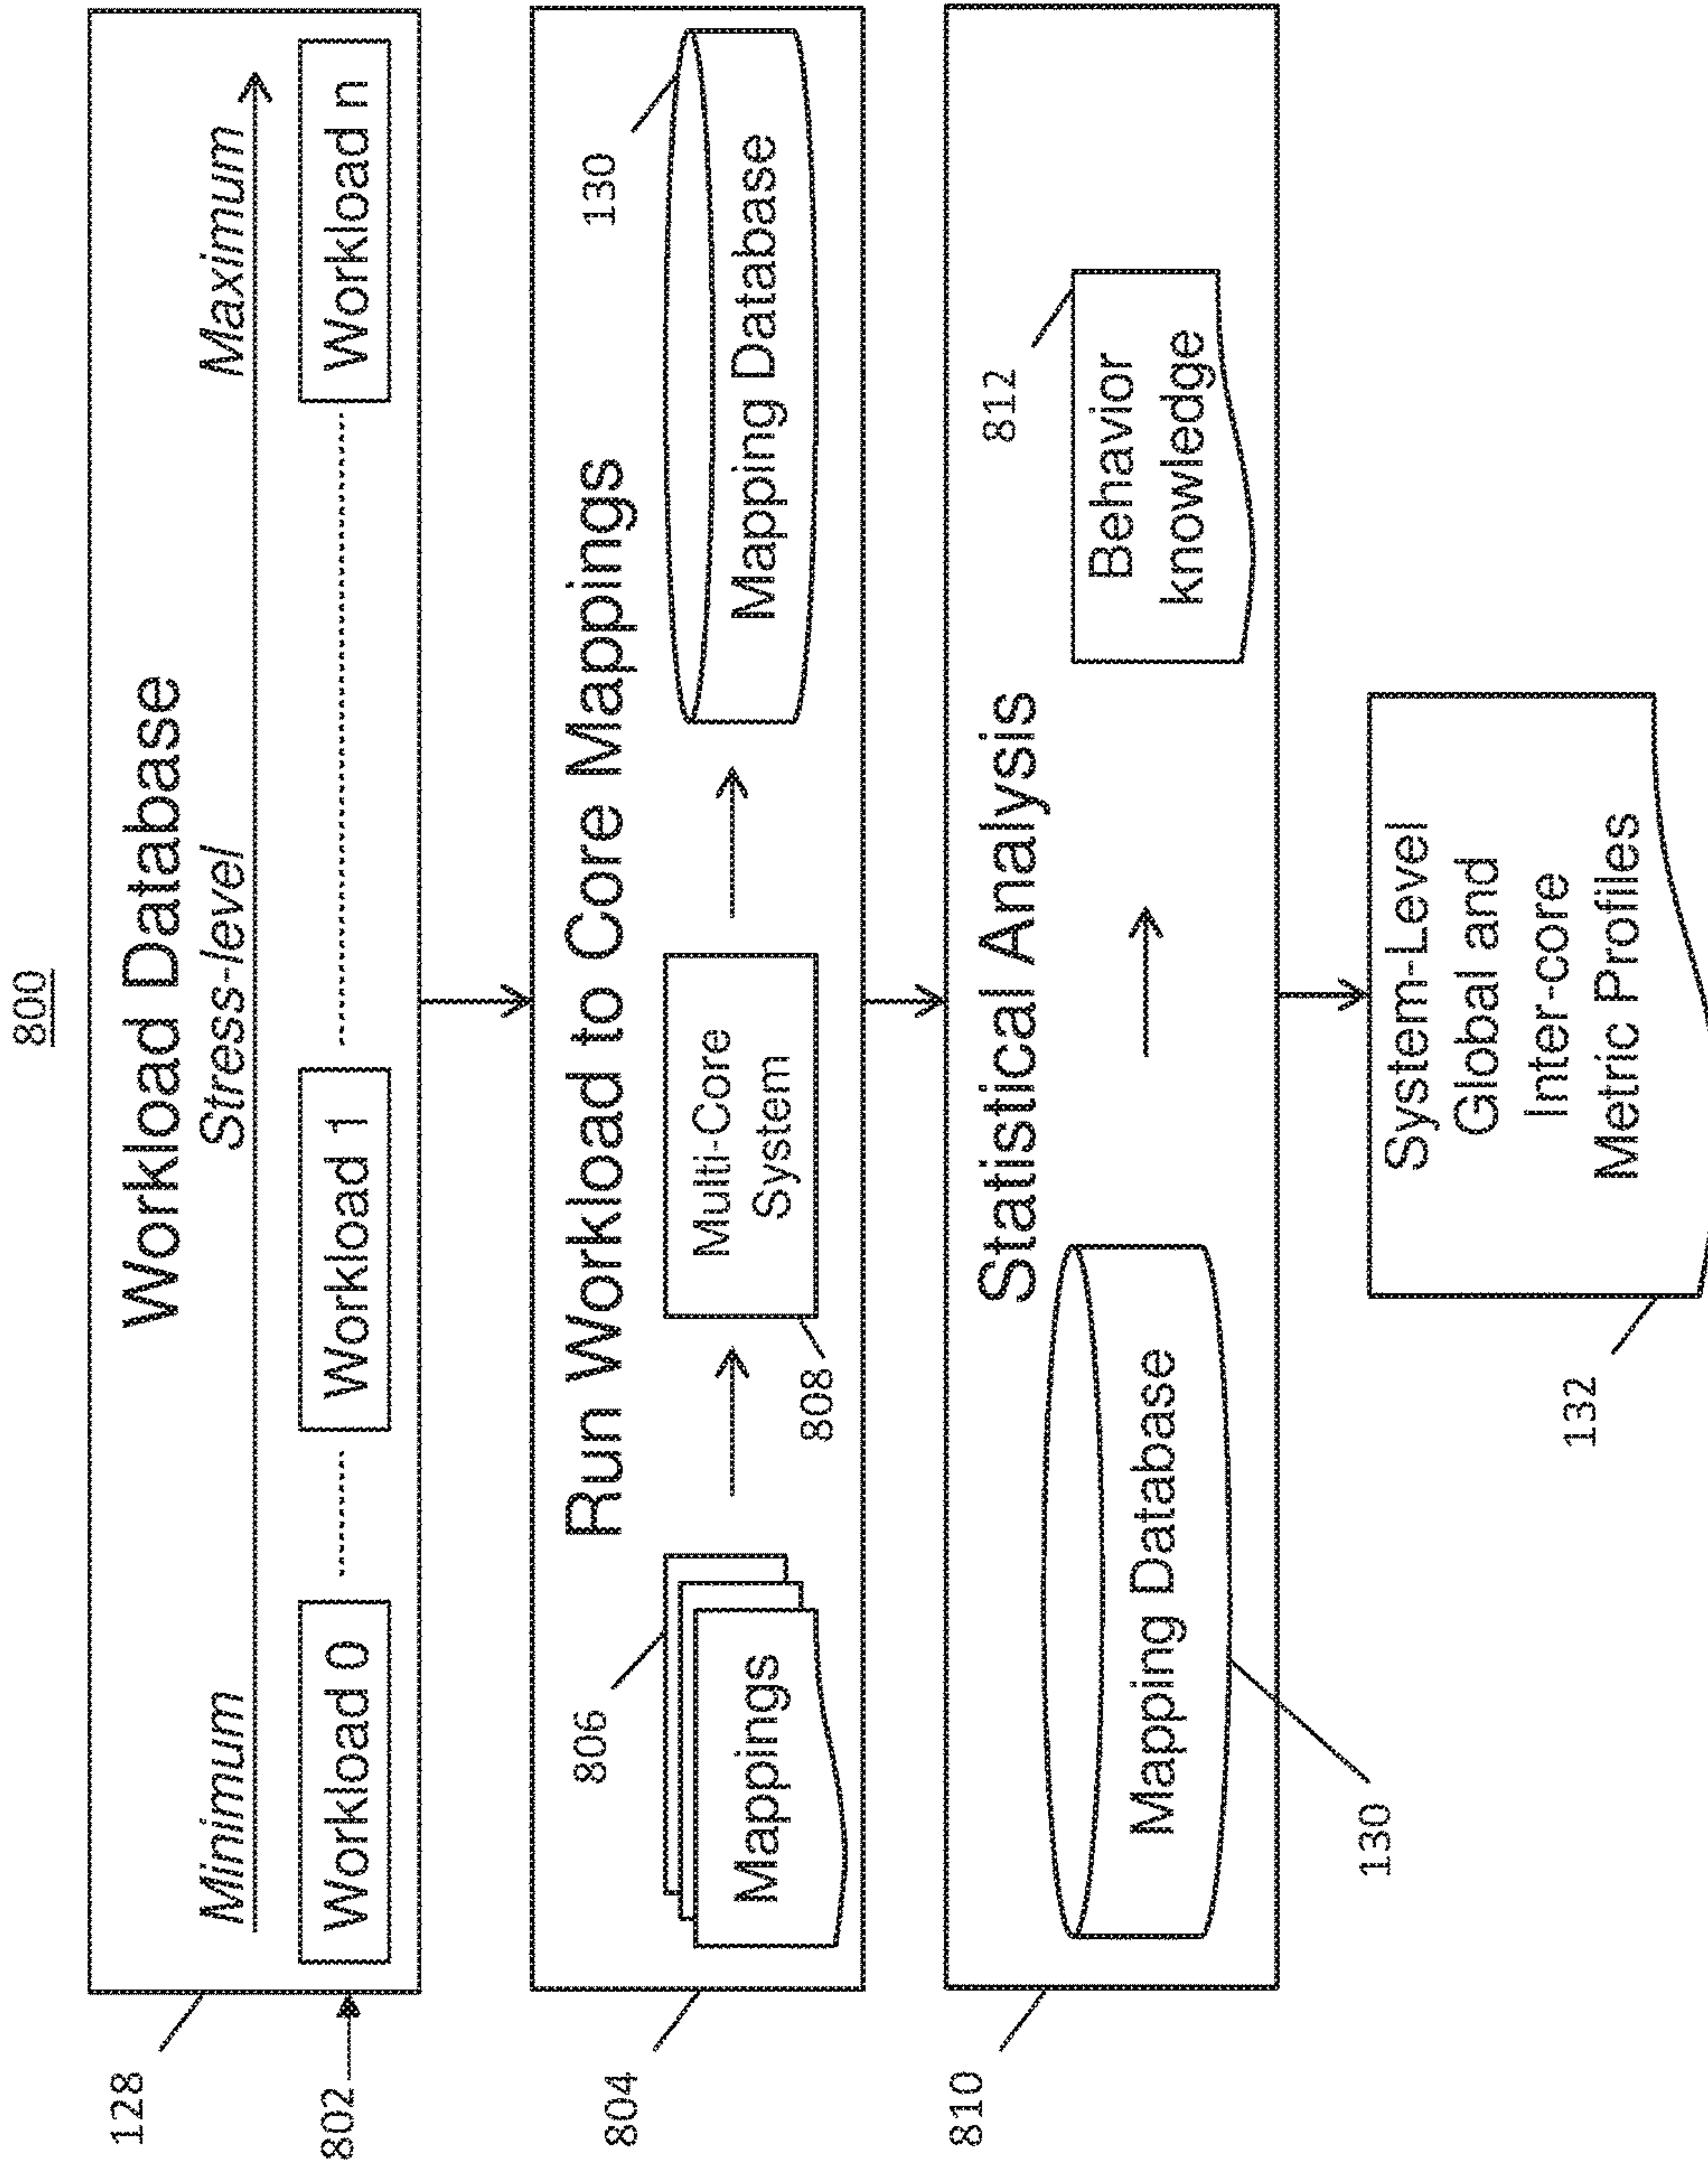 800
128
Workload Database
Minimum
Stress-level
Maximum
802
Workload 0
Workload 1
Workload n
804
Run Workload to Core Mappings
806
Mappings
Multi-Core
System
808
130
Mapping Database
810
Statistical Analysis
Mapping Database
130
812
Behavior
knowledge
132
System-Level
Global and
Inter-core
Metric Profiles